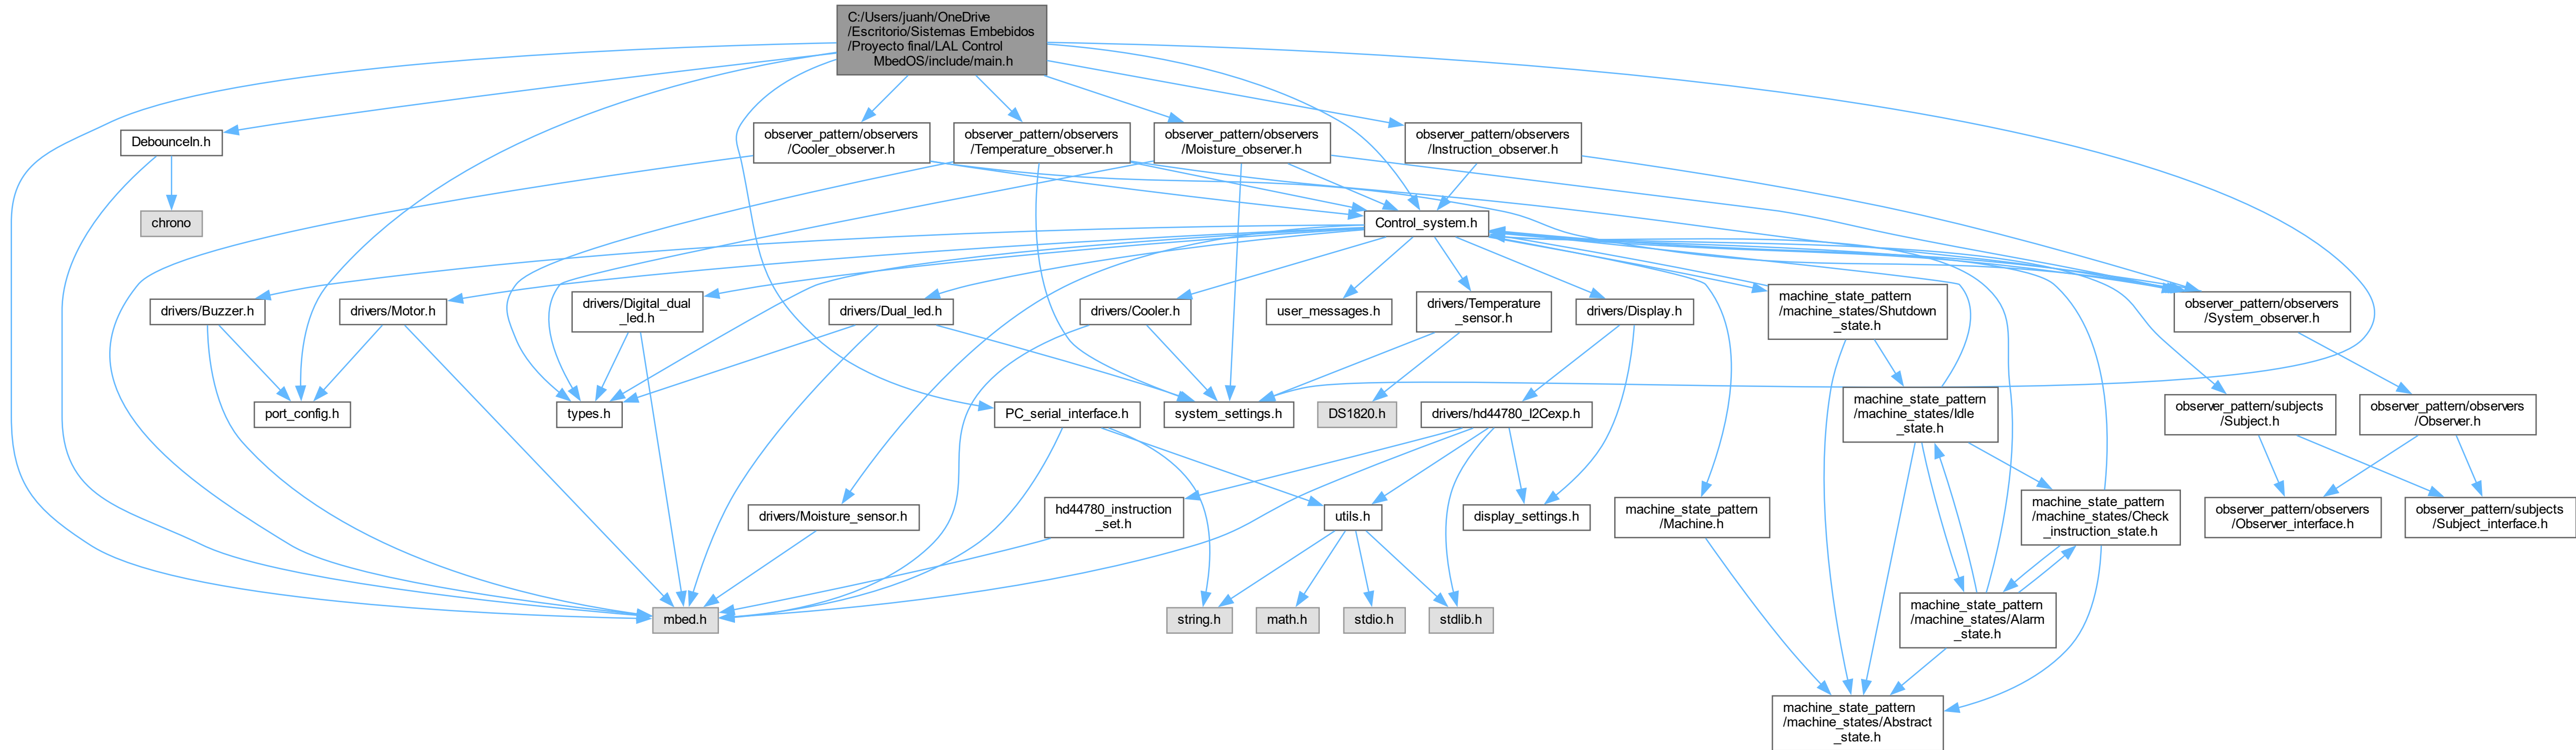 C:/Users/juanh/OneDrive
/Escritorio/Sistemas Embebidos
/Proyecto final/LAL Control
MbedOS/include/main.h
DebounceIn.h
observer_pattern/observers
/Cooler_observer.h
observer_pattern/observers
/Temperature_observer.h
observer_pattern/observers
/Moisture_observer.h
observer_pattern/observers
/Instruction_observer.h
chrono
Control_system.h
drivers/Buzzer.h
drivers/Motor.h
drivers/Digital_dual
_led.h
drivers/Dual_led.h
drivers/Cooler.h
user_messages.h
drivers/Temperature
_sensor.h
drivers/Display.h
machine_state_pattern
/machine_states/Shutdown
_state.h
observer_pattern/observers
/System_observer.h
port_config.h
types.h
PC_serial_interface.h
system_settings.h
DS1820.h
drivers/hd44780_I2Cexp.h
machine_state_pattern
/machine_states/Idle
_state.h
observer_pattern/subjects
/Subject.h
observer_pattern/observers
/Observer.h
drivers/Moisture_sensor.h
hd44780_instruction
_set.h
utils.h
display_settings.h
machine_state_pattern
/Machine.h
machine_state_pattern
/machine_states/Check
_instruction_state.h
observer_pattern/observers
/Observer_interface.h
observer_pattern/subjects
/Subject_interface.h
mbed.h
string.h
math.h
stdio.h
stdlib.h
machine_state_pattern
/machine_states/Alarm
_state.h
machine_state_pattern
/machine_states/Abstract
_state.h